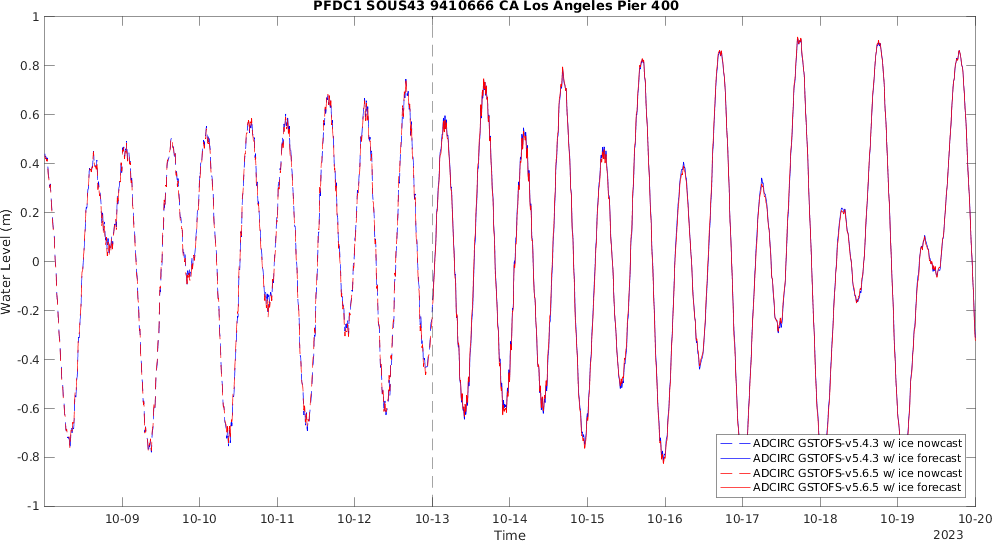 PFDC1 SOUS43 9410666 CA Los Angeles Pier 400
1
0.8
0.6
0.4
0.2
0
-0.2
-0.4
-0.6
-0.8
-1
Water Level (m)
ADCIRC GSTOFS-v5.4.3 w/ ice nowcast
ADCIRC GSTOFS-v5.4.3 w/ ice forecast
ADCIRC GSTOFS-v5.6.5 w/ ice nowcast
ADCIRC GSTOFS-v5.6.5 w/ ice forecast
10-09 10-10 10-11 10-12 10-13 10-14 10-15 10-16 10-17 10-18 10-19 10-20
Time
2023